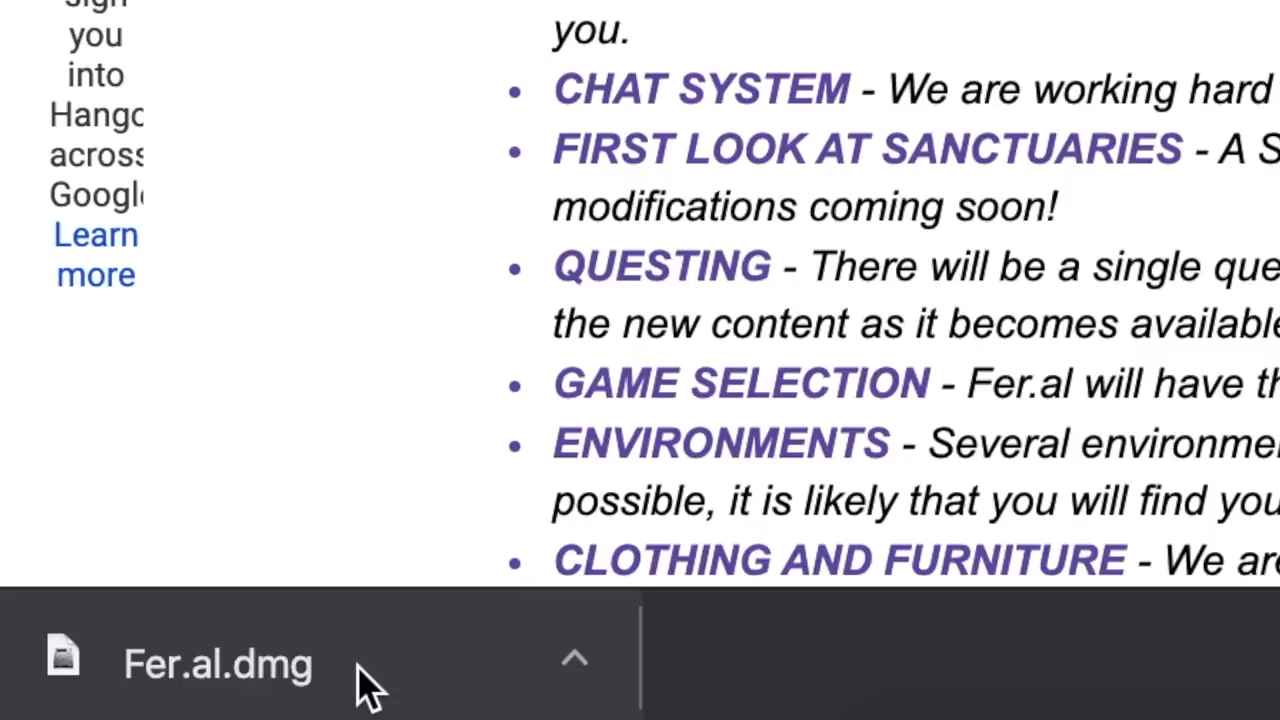 you
into
across
Learn
more
you.
• CHAT SYSTEM - We are working hard
• FIRST LOOK AT SANCTUARIES - A
modifications coming soon!
• QUESTING - There will be a single
the new content as it becomes
• GAME SELECTION - Fer.al will have
• ENVIRONMENTS - Several
possible, it is likely that you will find
• CLOTHING AND FURNITURE - We
Fer.al.dmg